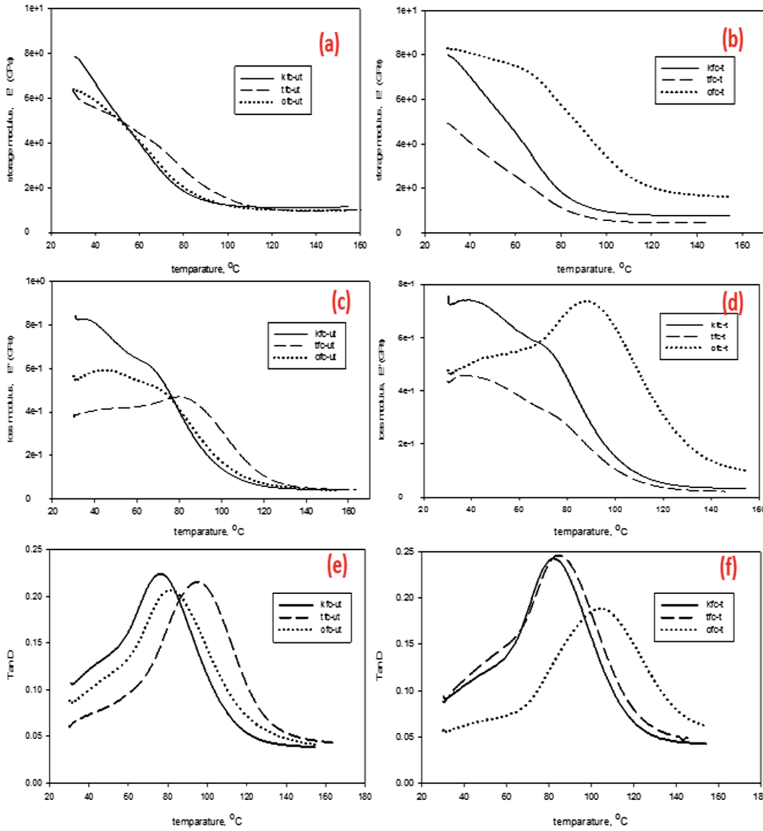 (a)
1e+1
8e+0
6e+0
4e+0
2e+0
0
storage modulus, E' (GPa)
kfc-ut
tfc-ut
ofc-ut
20 40 60 80 100 120 140 160
temparature, °C
(b)
1e+1
8e+0
6e+0
4e+0
2e+0
0
storage modulus, E' (GPa)
kfc-t
tfc-t
ofc-t
20 40 60 80 100 120 140 160
temparature, °C
(c)
1e+0
8e-1
6e-1
4e-1
2e-1
0
loss modulus, E" (GPa)
kfc-ut
tfc-ut
ofc-ut
20 40 60 80 100 120 140 160
temparature, °C
(d)
8e-1
6e-1
4e-1
2e-1
0
loss modulus, E" (GPa)
kfc-t
tfc-t
ofc-t
20 40 60 80 100 120 140 160
temparature, °C
(e)
0.25
0.20
0.15
0.10
0.05
0.00
Tan D
kfc-ut
tfc-ut
ofc-ut
20 40 60 80 100 120 140 160 180
temparature, °C
(f)
0.25
0.20
0.15
0.10
0.05
0.00
Tan D
kfc-t
tfc-t
ofc-t
20 40 60 80 100 120 140 160 180
temparature, °C